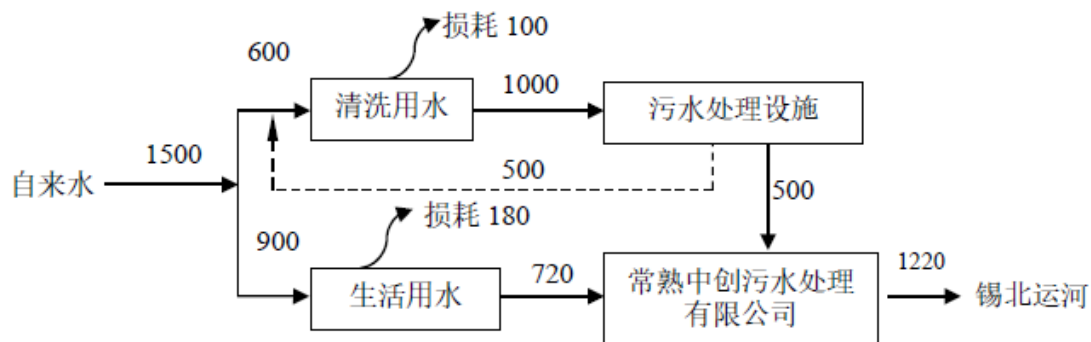 损耗 100
600
清洗用水
1000
污水处理设施
自来水
1500
500
500
损耗 180
900
生活用水
720
常熟中创污水处理
有限公司
1220
锡北运河